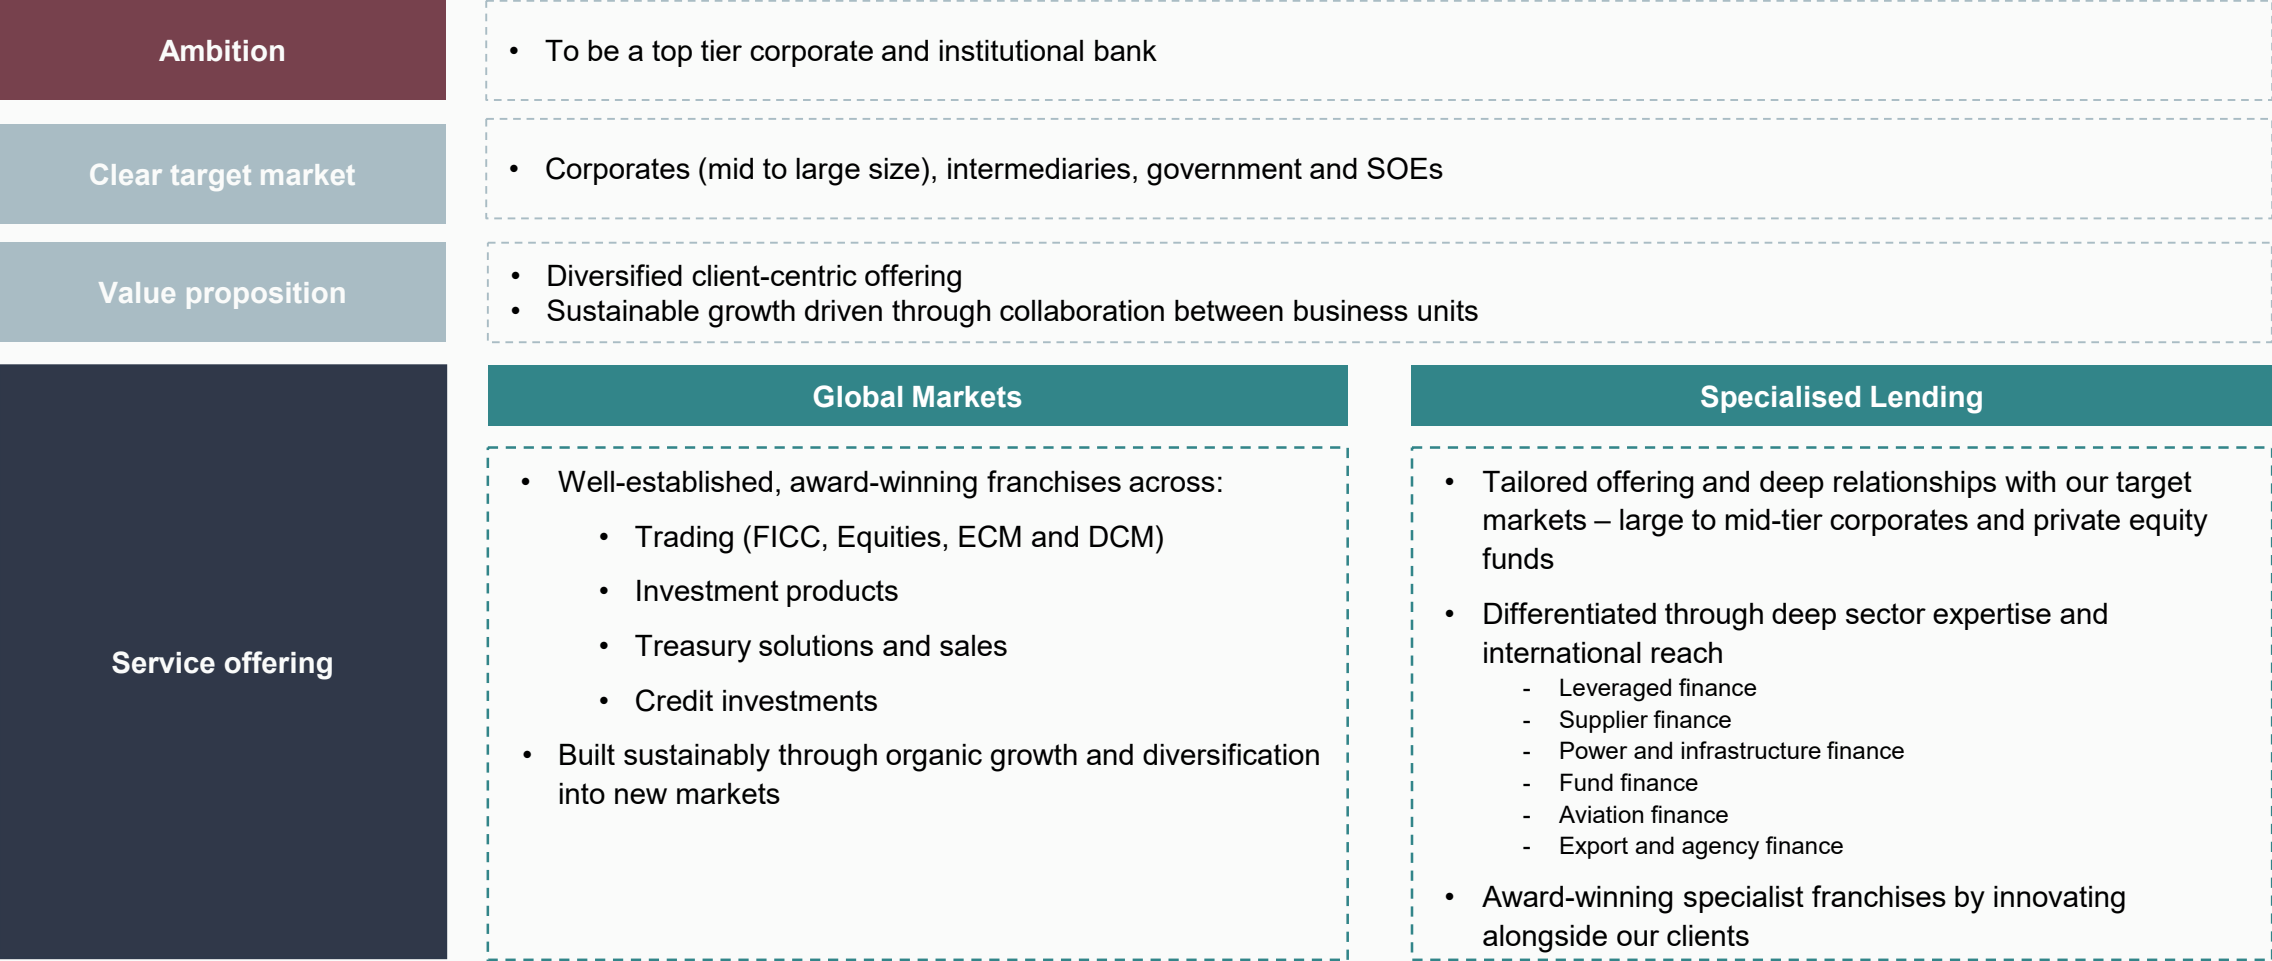 Ambition
• To be a top tier corporate and institutional bank
Clear target market
• Corporates (mid to large size), intermediaries, government and SOEs
Value proposition
• Diversified client-centric offering
• Sustainable growth driven through collaboration between business units
Service offering
Global Markets
• Well-established, award-winning franchises across:
• Trading (FICC, Equities, ECM and DCM)
• Investment products
• Treasury solutions and sales
• Credit investments
• Built sustainably through organic growth and diversification
into new markets
Specialised Lending
• Tailored offering and deep relationships with our target
markets – large to mid-tier corporates and private equity
funds
• Differentiated through deep sector expertise and
international reach
- Leveraged finance
- Supplier finance
- Power and infrastructure finance
- Fund finance
- Aviation finance
- Export and agency finance
• Award-winning specialist franchises by innovating
alongside our clients